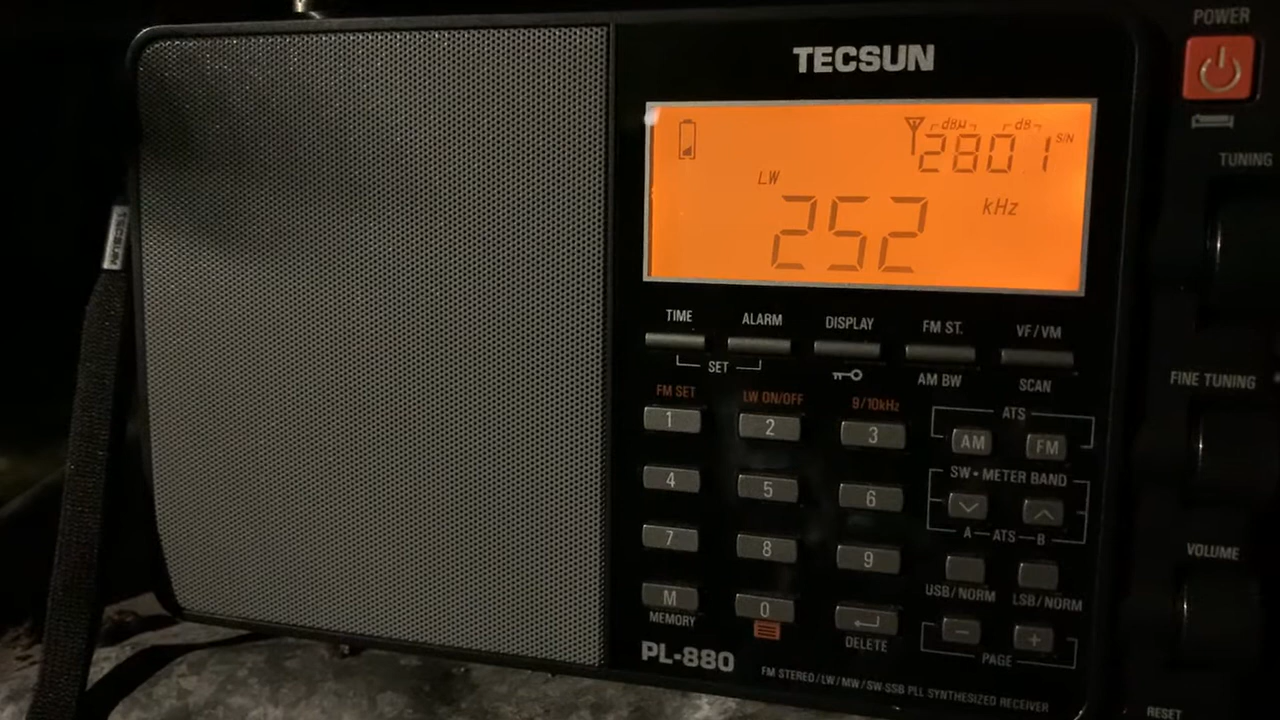 POWER
TECSUN
TUNING
dBµ dB
28 01 S/N
LW
252 kHz
TECSUN
TIME ALARM DISPLAY FM ST. VF/VM
SET AM BW SCAN
FINE TUNING
FM SET LW ON/OFF 9/10kHz
1 2 3
ATS
AM FM
4 5 6
SW • METER BAND
A—ATS—B
7 8 9
VOLUME
USB/NORM LSB/NORM
M 0
MEMORY DELETE
− +
PAGE
PL-880
FM STEREO/LW/MW/SW-SSB PLL SYNTHESIZED RECEIVER
RESET